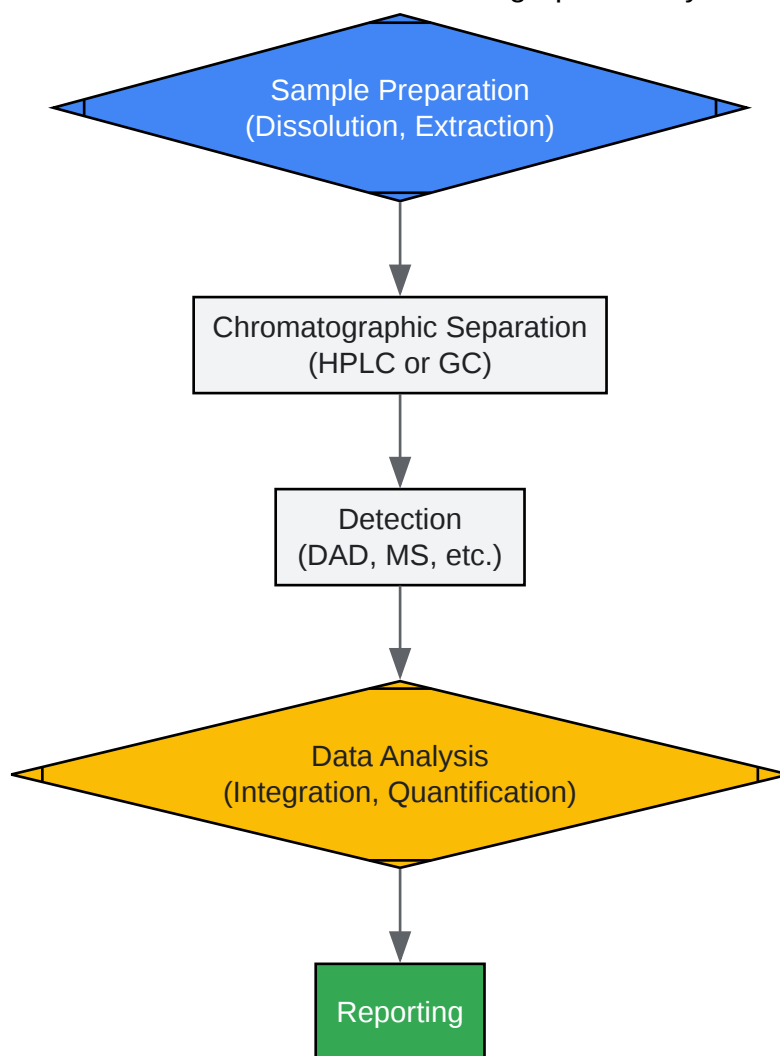 Sample Preparation
(Dissolution, Extraction)
Chromatographic Separation
(HPLC or GC)
Detection
(DAD, MS, etc.)
Data Analysis
(Integration, Quantification)
Reporting